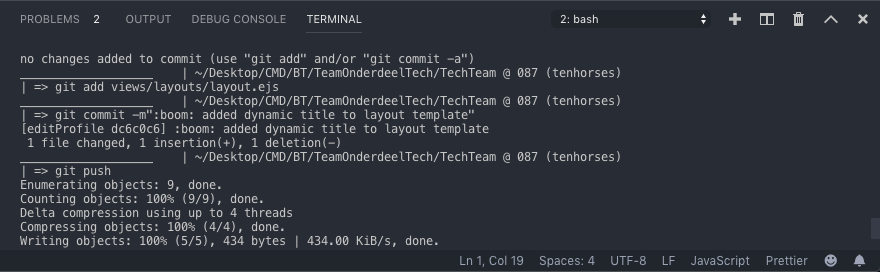 PROBLEMS 2 OUTPUT DEBUG CONSOLE TERMINAL 2: bash
no changes added to commit (use "git add" and/or "git commit -a")
___________________ | ~/Desktop/CMD/BT/TeamOnderdeelTech/TechTeam @ 087 (tenhorses)
| => git add views/layouts/layout.ejs
___________________ | ~/Desktop/CMD/BT/TeamOnderdeelTech/TechTeam @ 087 (tenhorses)
| => git commit -m":boom: added dynamic title to layout template"
[editProfile dc6c0c6] :boom: added dynamic title to layout template
1 file changed, 1 insertion(+), 1 deletion(-)
___________________ | ~/Desktop/CMD/BT/TeamOnderdeelTech/TechTeam @ 087 (tenhorses)
| => git push
Enumerating objects: 9, done.
Counting objects: 100% (9/9), done.
Delta compression using up to 4 threads
Compressing objects: 100% (4/4), done.
Writing objects: 100% (5/5), 434 bytes | 434.00 KiB/s, done.
Ln 1, Col 19 Spaces: 4 UTF-8 LF JavaScript Prettier